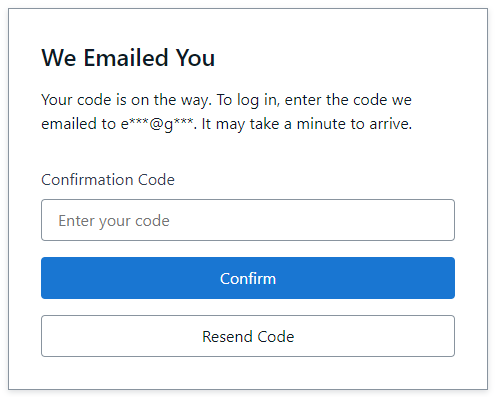 We Emailed You
Your code is on the way. To log in, enter the code we
emailed to e***@g***. It may take a minute to arrive.
Confirmation Code
Enter your code
Confirm
Resend Code